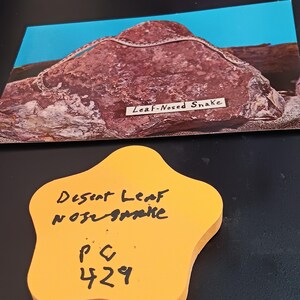 Leaf-Nosed Snake
Desert Leaf
Nose snake
PG
429